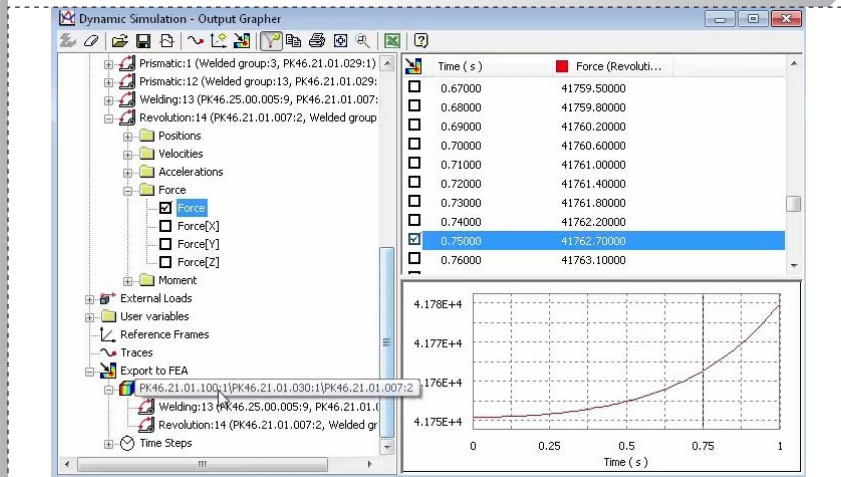 Dynamic Simulation - Output Grapher
Prismatic:1 (Welded group:3, PK46.21.01.029:1)
Prismatic:12 (Welded group:13, PK46.21.01.029:
Welding:13 (PK46.25.00.005:9, PK46.21.01.007:
Revolution:14 (PK46.21.01.007:2, Welded group
Positions
Velocities
Accelerations
Force
Force
Force[X]
Force[Y]
Force[Z]
Moment
External Loads
User variables
Reference Frames
Traces
Export to FEA
PK46.21.01.100:1\PK46.21.01.030:1\PK46.21.01.007:2
Welding:13 (PK46.25.00.005:9, PK46.21.01.0
Revolution:14 (PK46.21.01.007:2, Welded gr
Time Steps
Time ( s ) Force (Revoluti...
0.67000 41759.50000
0.68000 41759.80000
0.69000 41760.20000
0.70000 41760.60000
0.71000 41761.00000
0.72000 41761.40000
0.73000 41761.80000
0.74000 41762.20000
0.75000 41762.70000
0.76000 41763.10000
4.178E+4
4.177E+4
4.176E+4
4.175E+4
0 0.25 0.5 0.75 1
Time ( s )